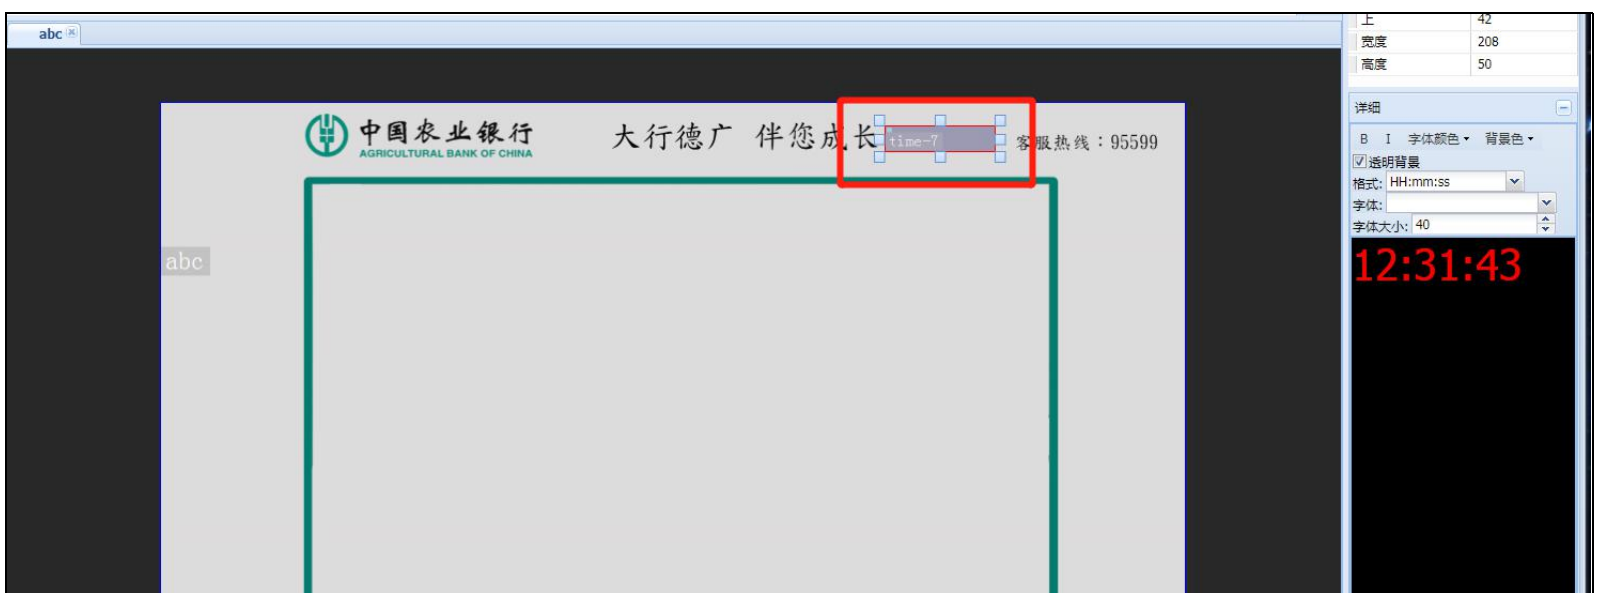 abc
上 42
宽度 208
高度 50
详细
B I 字体颜色 背景色
透明背景
格式: HH:mm:ss
字体:
字体大小: 40
12:31:43
中国农业银行
AGRICULTURAL BANK OF CHINA
大行德广 伴您成长
time-7
客服热线：95599
abc